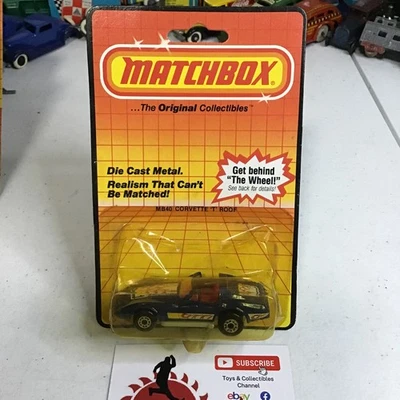 MATCHBOX
...The Original Collectibles™
Die Cast Metal.
Realism That Can't
Be Matched!
Get behind
"The Wheel!"
See back for details!
MB40 CORVETTE 'T' ROOF
SUBSCRIBE
Toys & Collectibles
Channel
ebay